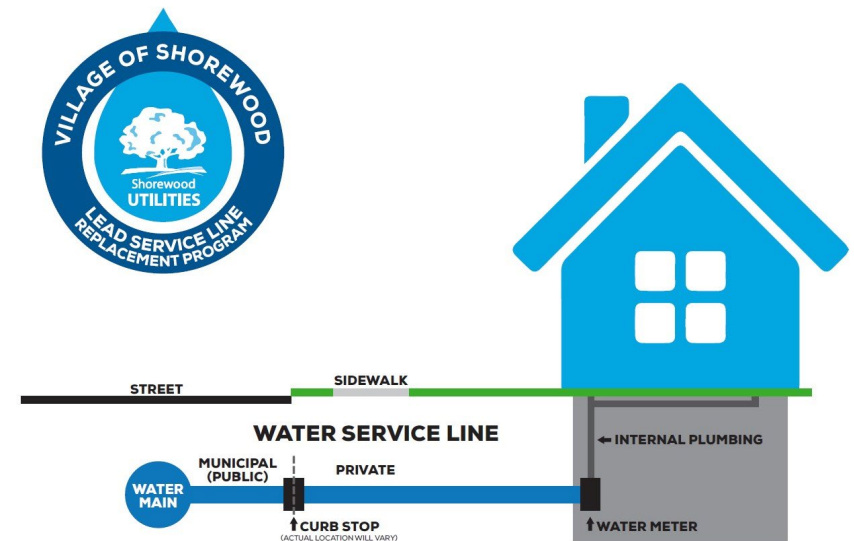 VILLAGE OF SHOREWOOD
Shorewood
UTILITIES
LEAD SERVICE LINE
REPLACEMENT PROGRAM
STREET
SIDEWALK
WATER SERVICE LINE
INTERNAL PLUMBING
MUNICIPAL
(PUBLIC)
PRIVATE
WATER
MAIN
CURB STOP
(ACTUAL LOCATION WILL VARY)
WATER METER